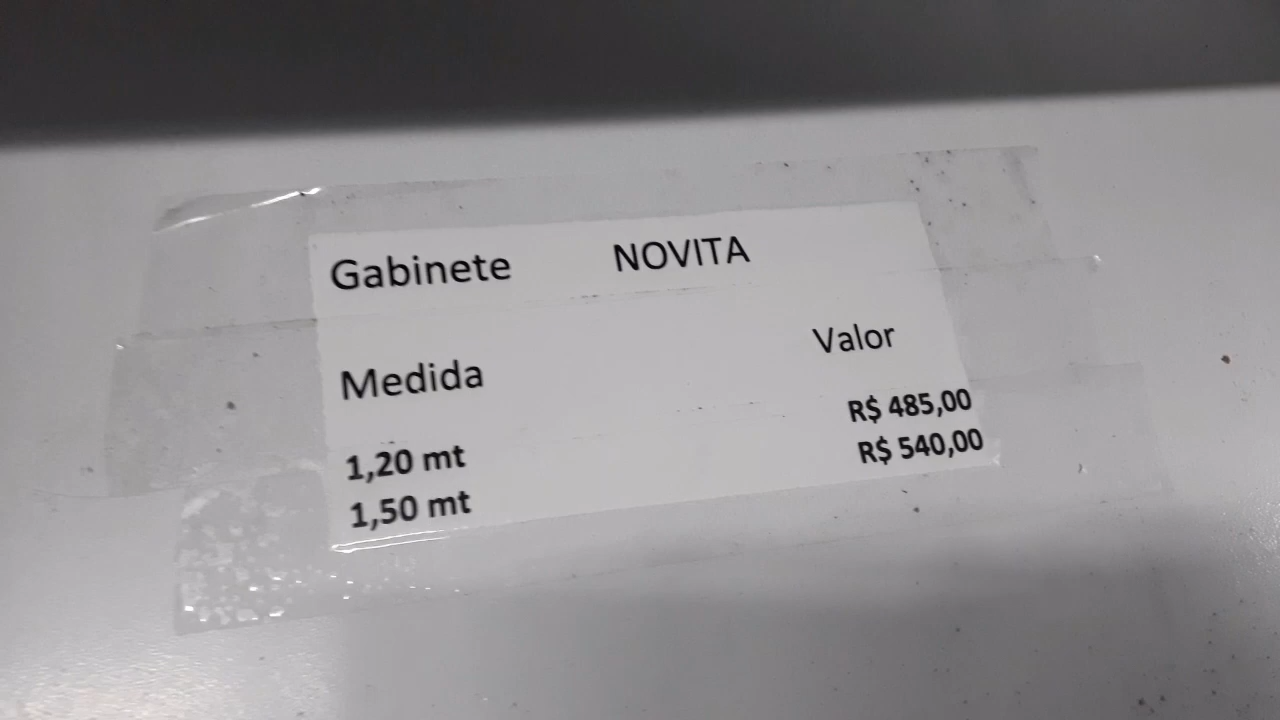 Gabinete NOVITA
Medida Valor
1,20 mt R$ 485,00
1,50 mt R$ 540,00